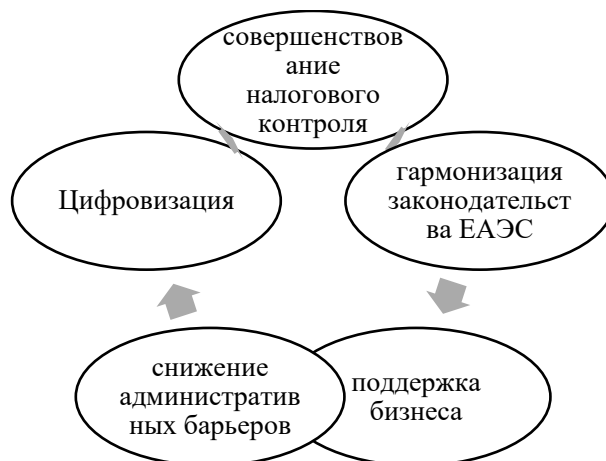 совершенствов
ание
налогового
контроля
гармонизация
законодательст
ва ЕАЭС
поддержка
бизнеса
снижение
административ
ных барьеров
Цифровизация